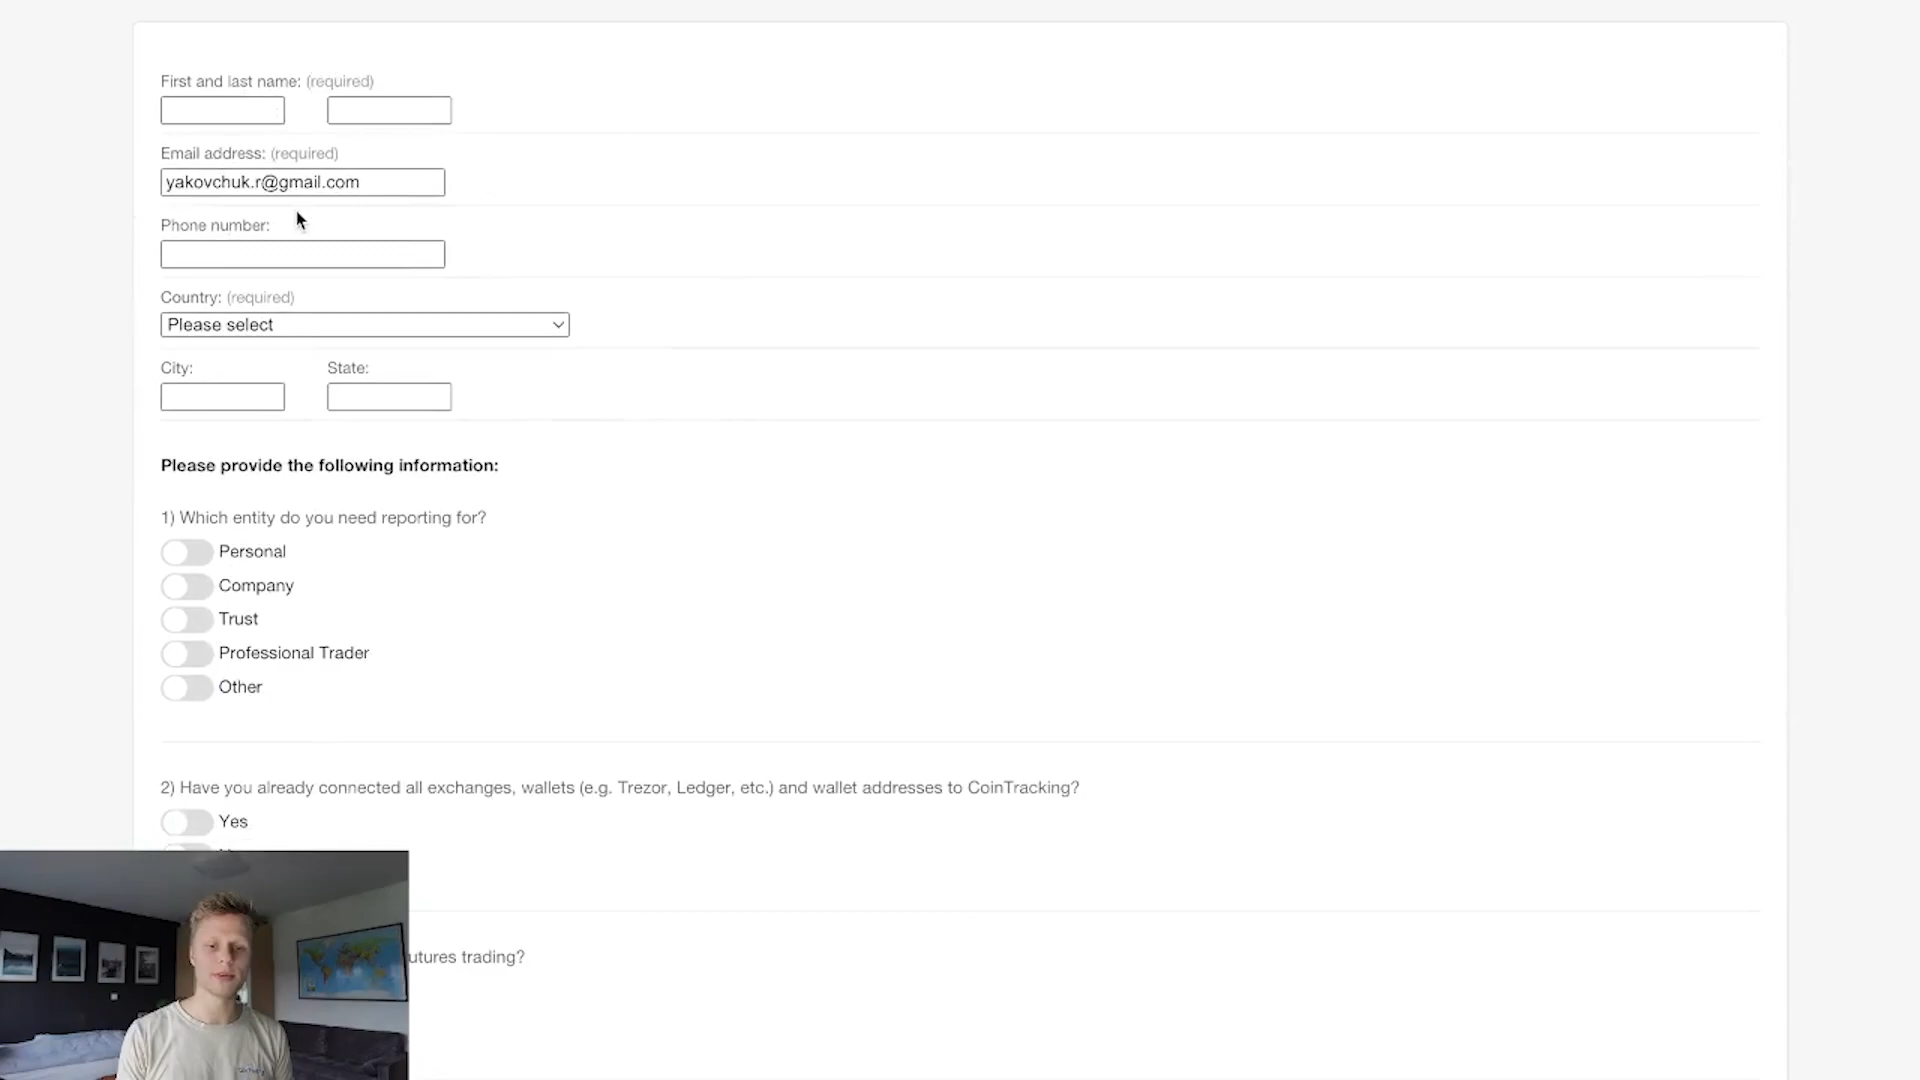 First and last name: (required)
Email address: (required)
yakovchuk.r@gmail.com
Phone number:
Country: (required)
Please select
City: State:
Please provide the following information:
1) Which entity do you need reporting for?
Personal
Company
Trust
Professional Trader
Other
2) Have you already connected all exchanges, wallets (e.g. Trezor, Ledger, etc.) and wallet addresses to CoinTracking?
Yes
utures trading?